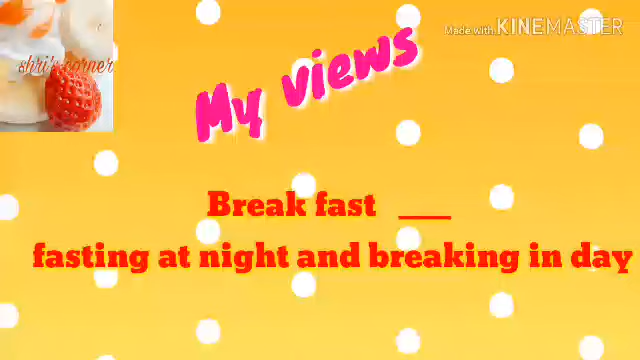 Made with KINEMASTER
shri's corner
My views
Break fast ___
fasting at night and breaking in day